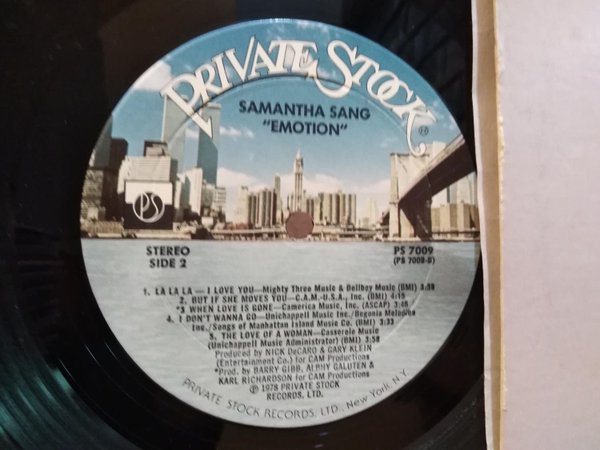 PRIVATE STOCK
SAMANTHA SANG
"EMOTION"
PS
STEREO
SIDE 2
PS 7009
(PS 7009-B)
1. LA LA LA — I LOVE YOU—Mighty Three Music & Bellboy Music (BMI) 3:39
2. BUT IF SHE MOVES YOU—C.A.M.-U.S.A., Inc. (BMI) 4:15
*3 WHEN LOVE IS GONE—Camerica Music, Inc. (ASCAP) 3:48
4. I DON'T WANNA GO—Unichappell Music Inc./Begonia Melodies
Inc./Songs of Manhattan Island Music Co. (BMI) 3:33
5. THE LOVE OF A WOMAN—Casserole Music
(Unichappell Music Administrator) (BMI) 3:58
Produced by NICK DeCARO & GARY KLEIN
(Entertainment Co.) for CAM Productions
*Prod. by BARRY GIBB, ALPHY GALUTEN &
KARL RICHARDSON for CAM Productions
℗ 1978 PRIVATE STOCK
RECORDS, LTD.
PRIVATE STOCK RECORDS, LTD., New York, N.Y.